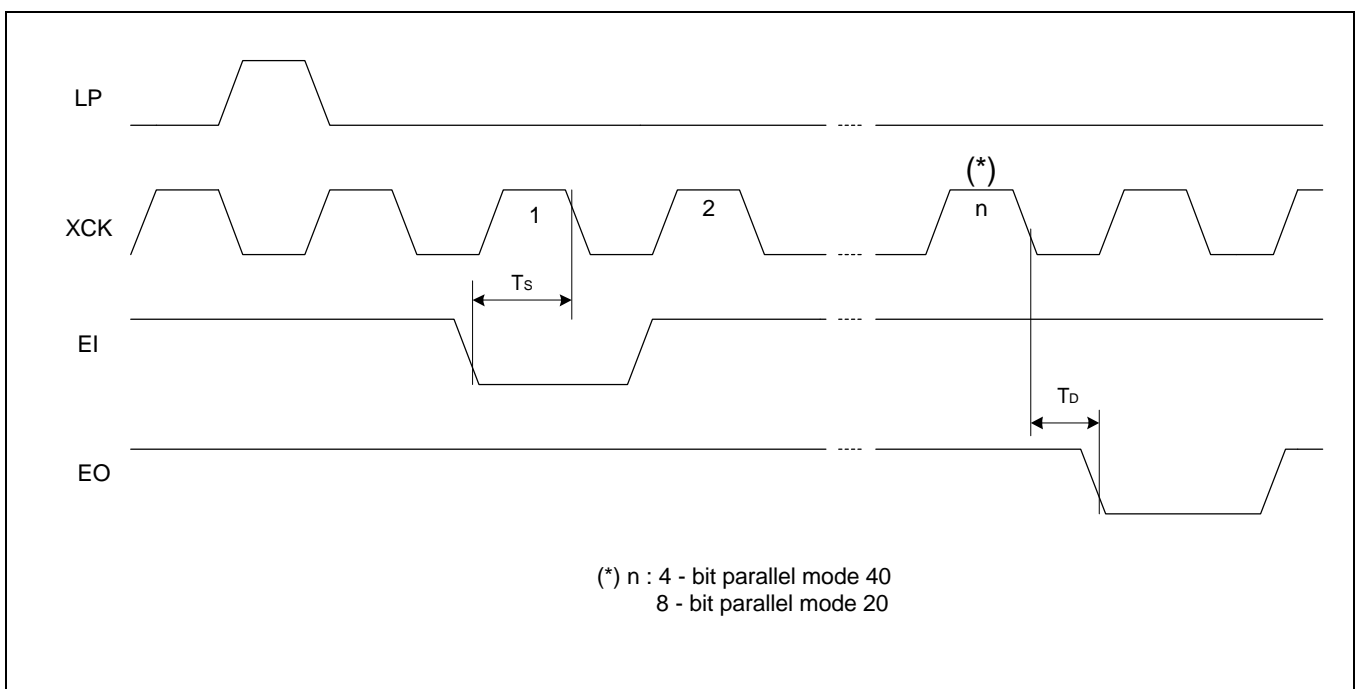 LP
(*)
XCK
1
2
n
Ts
EI
TD
EO
(*) n : 4 - bit parallel mode 40
8 - bit parallel mode 20